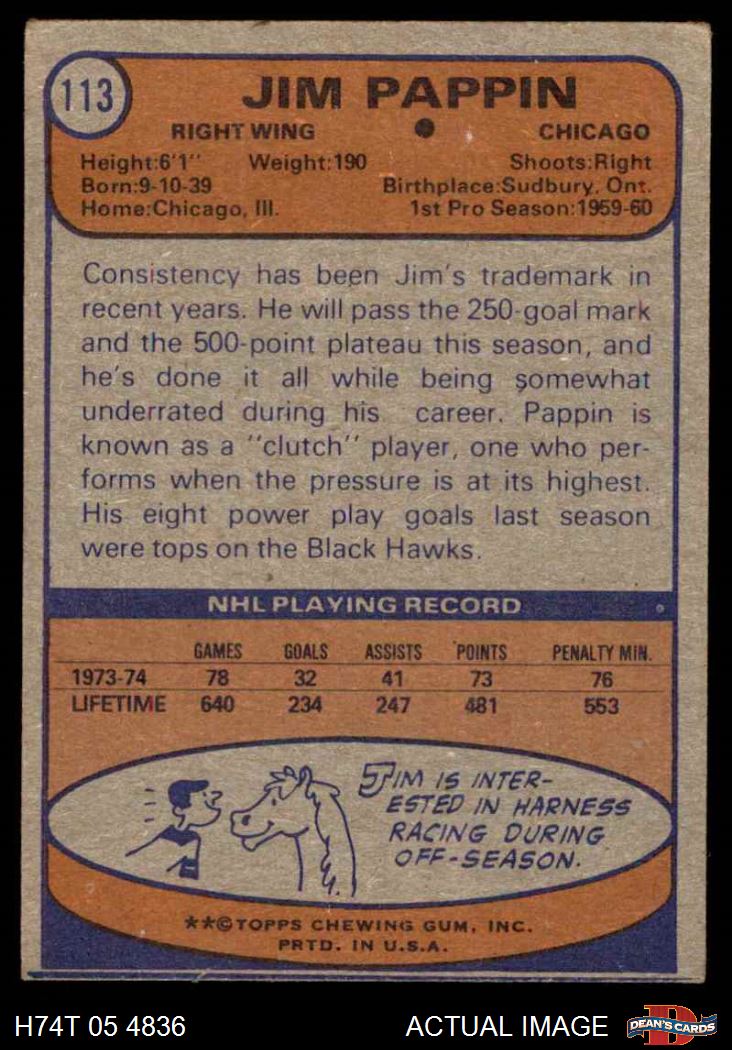 113
JIM PAPPIN
RIGHT WING • CHICAGO
Height:6'1'' Weight:190 Shoots:Right
Born:9-10-39 Birthplace:Sudbury, Ont.
Home:Chicago, Ill. 1st Pro Season:1959-60
Consistency has been Jim's trademark in
recent years. He will pass the 250-goal mark
and the 500-point plateau this season, and
he's done it all while being somewhat
underrated during his career. Pappin is
known as a "clutch" player, one who per-
forms when the pressure is at its highest.
His eight power play goals last season
were tops on the Black Hawks.
NHL PLAYING RECORD
GAMES GOALS ASSISTS POINTS PENALTY MIN.
1973-74 78 32 41 73 76
LIFETIME 640 234 247 481 553
JIM IS INTER-
ESTED IN HARNESS
RACING DURING
OFF-SEASON.
**©TOPPS CHEWING GUM, INC.
PRTD. IN U.S.A.
H74T 05 4836 ACTUAL IMAGE DEAN'S CARDS